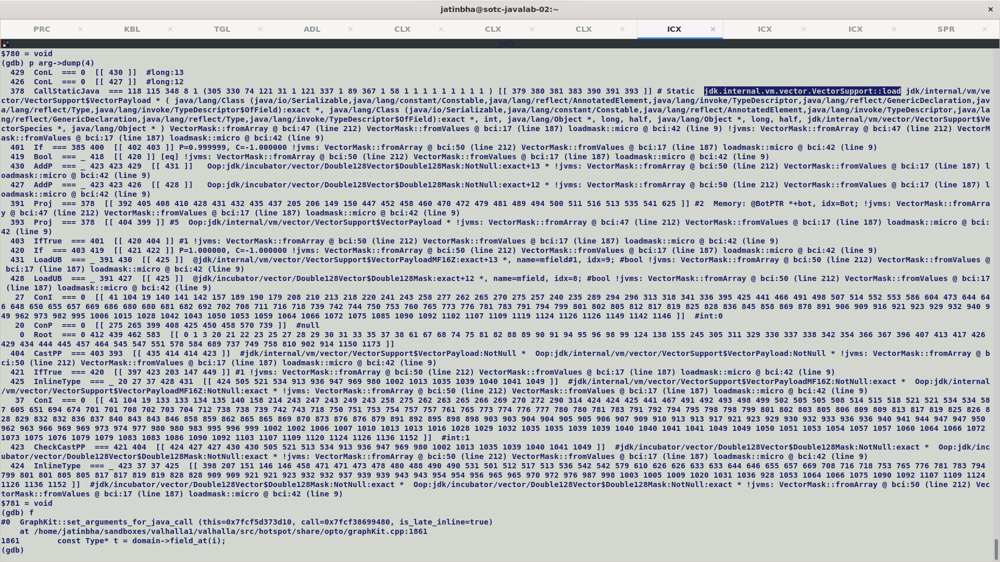 jatinbha@sotc-javalab-02:~
PRC KBL TGL ADL CLX CLX CLX ICX ICX ICX SPR
JMD
$780 = void
(gdb) p arg->dump(4)
  429  ConL  === 0  [[ 430 ]]  #long:13
  426  ConL  === 0  [[ 427 ]]  #long:12
  378  CallStaticJava  === 118 115 348 8 1 (305 330 74 121 31 1 121 337 1 89 367 1 58 1 1 1 1 1 1 1 1 1 ) [[ 379 380 381 383 390 391 393 ]] # Static  jdk.internal.vm.vector.VectorSupport::load jdk/internal/vm/ve
ctor/VectorSupport$VectorPayload * ( java/lang/Class (java/io/Serializable,java/lang/constant/Constable,java/lang/reflect/AnnotatedElement,java/lang/invoke/TypeDescriptor,java/lang/reflect/GenericDeclaration,jav
a/lang/reflect/Type,java/lang/invoke/TypeDescriptor$OfField):exact *, java/lang/Class (java/io/Serializable,java/lang/constant/Constable,java/lang/reflect/AnnotatedElement,java/lang/invoke/TypeDescriptor,java/la
ng/reflect/GenericDeclaration,java/lang/reflect/Type,java/lang/invoke/TypeDescriptor$OfField):exact *, int, java/lang/Object *, long, half, java/lang/Object *, long, half, jdk/internal/vm/vector/VectorSupport$Ve
ctorSpecies *, java/lang/Object * ) VectorMask::fromArray @ bci:47 (line 212) VectorMask::fromValues @ bci:17 (line 187) loadmask::micro @ bci:42 (line 9) !jvms: VectorMask::fromArray @ bci:47 (line 212) VectorM
ask::fromValues @ bci:17 (line 187) loadmask::micro @ bci:42 (line 9)
  401  If  === 385 400  [[ 402 403 ]] P=0.999999, C=-1.000000 !jvms: VectorMask::fromArray @ bci:50 (line 212) VectorMask::fromValues @ bci:17 (line 187) loadmask::micro @ bci:42 (line 9)
  419  Bool  === _ 418  [[ 420 ]] [eq] !jvms: VectorMask::fromArray @ bci:50 (line 212) VectorMask::fromValues @ bci:17 (line 187) loadmask::micro @ bci:42 (line 9)
  430  AddP  === _ 423 423 429  [[ 431 ]]   Oop:jdk/incubator/vector/Double128Vector$Double128Mask:NotNull:exact+13 * !jvms: VectorMask::fromArray @ bci:50 (line 212) VectorMask::fromValues @ bci:17 (line 187) l
oadmask::micro @ bci:42 (line 9)
  427  AddP  === _ 423 423 426  [[ 428 ]]   Oop:jdk/incubator/vector/Double128Vector$Double128Mask:NotNull:exact+12 * !jvms: VectorMask::fromArray @ bci:50 (line 212) VectorMask::fromValues @ bci:17 (line 187) l
oadmask::micro @ bci:42 (line 9)
  391  Proj  === 378  [[ 392 405 408 410 428 431 432 435 437 205 206 149 150 447 452 458 460 470 472 479 481 489 494 500 511 516 513 535 541 625 ]] #2  Memory: @BotPTR *+bot, idx=Bot; !jvms: VectorMask::fromArra
y @ bci:47 (line 212) VectorMask::fromValues @ bci:17 (line 187) loadmask::micro @ bci:42 (line 9)
  393  Proj  === 378  [[ 404 399 ]] #5  Oop:jdk/internal/vm/vector/VectorSupport$VectorPayload * !jvms: VectorMask::fromArray @ bci:47 (line 212) VectorMask::fromValues @ bci:17 (line 187) loadmask::micro @ bci:
42 (line 9)
  403  IfTrue  === 401  [[ 420 404 ]] #1 !jvms: VectorMask::fromArray @ bci:50 (line 212) VectorMask::fromValues @ bci:17 (line 187) loadmask::micro @ bci:42 (line 9)
  420  If  === 403 419  [[ 421 422 ]] P=1.000000, C=-1.000000 !jvms: VectorMask::fromArray @ bci:50 (line 212) VectorMask::fromValues @ bci:17 (line 187) loadmask::micro @ bci:42 (line 9)
  431  LoadUB  === _ 391 430  [[ 425 ]]  @jdk/internal/vm/vector/VectorSupport$VectorPayloadMF16Z:exact+13 *, name=mfield#1, idx=9; #bool !jvms: VectorMask::fromArray @ bci:50 (line 212) VectorMask::fromValues @
 bci:17 (line 187) loadmask::micro @ bci:42 (line 9)
  428  LoadUB  === _ 391 427  [[ 425 ]]  @jdk/incubator/vector/Double128Vector$Double128Mask:exact+12 *, name=mfield, idx=8; #bool !jvms: VectorMask::fromArray @ bci:50 (line 212) VectorMask::fromValues @ bci:17
 (line 187) loadmask::micro @ bci:42 (line 9)
   27  ConI  === 0  [[ 41 104 19 140 141 142 157 189 190 179 208 210 213 218 220 241 243 258 277 262 265 270 275 257 240 235 289 294 296 313 318 341 336 395 425 441 466 491 498 507 514 552 553 586 604 473 644 64
6 648 650 655 657 669 686 680 680 681 682 692 702 708 711 716 718 739 742 744 750 753 760 765 773 776 781 783 791 794 799 801 802 805 812 817 819 825 828 836 845 858 869 878 891 906 909 916 921 923 929 932 940 9
49 962 973 982 995 1006 1015 1028 1042 1043 1050 1053 1059 1064 1066 1072 1075 1085 1090 1092 1102 1107 1109 1119 1124 1126 1126 1149 1142 1146 ]]  #int:0
   20  ConP  === 0  [[ 275 265 399 408 425 450 458 570 739 ]]  #null
    0  Root  === 0 412 439 462 583  [[ 0 1 3 20 21 22 23 25 27 28 29 30 31 33 35 37 38 61 67 68 74 75 81 82 88 89 90 91 94 95 96 98 99 124 138 155 245 305 311 329 330 337 338 342 354 366 367 396 407 413 417 426
429 434 444 445 457 464 545 547 551 578 584 689 737 749 758 810 902 914 1150 1173 ]]
  404  CastPP  === 403 393  [[ 435 414 414 423 ]]  #jdk/internal/vm/vector/VectorSupport$VectorPayload:NotNull *  Oop:jdk/internal/vm/vector/VectorSupport$VectorPayload:NotNull * !jvms: VectorMask::fromArray @ b
ci:50 (line 212) VectorMask::fromValues @ bci:17 (line 187) loadmask::micro @ bci:42 (line 9)
  421  IfTrue  === 420  [[ 397 423 203 147 449 ]] #1 !jvms: VectorMask::fromArray @ bci:50 (line 212) VectorMask::fromValues @ bci:17 (line 187) loadmask::micro @ bci:42 (line 9)
  425  InlineType  === _ 20 27 37 428 431  [[ 424 505 521 534 913 936 947 969 980 1002 1013 1035 1039 1040 1041 1049 ]]  #jdk/internal/vm/vector/VectorSupport$VectorPayloadMF16Z:NotNull:exact *  Oop:jdk/internal
/vm/vector/VectorSupport$VectorPayloadMF16Z:NotNull:exact * !jvms: VectorMask::fromArray @ bci:50 (line 212) VectorMask::fromValues @ bci:17 (line 187) loadmask::micro @ bci:42 (line 9)
   37  ConI  === 0  [[ 41 104 19 133 133 134 135 140 158 214 243 247 243 249 243 258 275 262 263 265 266 269 270 272 290 314 424 424 425 441 467 491 492 493 498 499 502 505 505 508 514 515 518 521 521 534 534 58
7 605 651 694 674 701 701 708 702 703 704 712 738 738 739 742 743 718 750 751 753 754 757 757 761 765 773 774 776 777 780 780 781 783 791 792 794 795 798 798 799 801 802 803 805 806 809 809 813 817 819 825 826 8
28 829 832 832 836 837 840 843 843 846 858 859 862 865 865 869 870 873 876 876 879 891 892 895 898 898 903 903 904 904 905 905 906 907 909 910 913 913 917 921 923 929 930 932 933 936 936 940 941 944 947 947 950
962 963 966 969 969 973 974 977 980 980 983 995 996 999 1002 1002 1006 1007 1010 1013 1013 1016 1028 1029 1032 1035 1035 1039 1039 1040 1040 1041 1041 1049 1049 1050 1051 1053 1054 1057 1057 1060 1064 1066 1072
1073 1075 1076 1079 1079 1083 1083 1086 1090 1092 1103 1107 1109 1120 1124 1126 1136 1152 ]]  #int:1
  423  CheckCastPP  === 421 404  [[ 424 427 427 430 430 505 521 513 534 913 936 947 969 980 1002 1013 1035 1039 1040 1041 1049 ]]  #jdk/incubator/vector/Double128Vector$Double128Mask:NotNull:exact *  Oop:jdk/inc
ubator/vector/Double128Vector$Double128Mask:NotNull:exact * !jvms: VectorMask::fromArray @ bci:50 (line 212) VectorMask::fromValues @ bci:17 (line 187) loadmask::micro @ bci:42 (line 9)
  424  InlineType  === _ 423 37 37 425  [[ 398 207 151 146 146 458 471 471 473 478 480 488 490 490 531 501 512 517 513 536 542 542 579 610 626 626 633 633 644 646 655 657 669 708 716 718 753 765 776 781 783 794
799 801 801 805 805 817 817 819 819 828 828 909 909 921 921 923 932 932 937 939 939 943 943 954 954 956 965 965 970 972 976 987 998 1003 1005 1009 1020 1031 1036 928 1053 1064 1066 1075 1090 1092 1107 1109 1124
1126 1136 1152 ]]  #jdk/incubator/vector/Double128Vector$Double128Mask:NotNull:exact *  Oop:jdk/incubator/vector/Double128Vector$Double128Mask:NotNull:exact * !jvms: VectorMask::fromArray @ bci:50 (line 212) Vec
torMask::fromValues @ bci:17 (line 187) loadmask::micro @ bci:42 (line 9)
$781 = void
(gdb) f
#0  GraphKit::set_arguments_for_java_call (this=0x7fcf5d373d10, call=0x7fcf38699480, is_late_inline=true)
    at /home/jatinbha/sandboxes/valhalla1/valhalla/src/hotspot/share/opto/graphKit.cpp:1861
1861        const Type* t = domain->field_at(i);
(gdb)